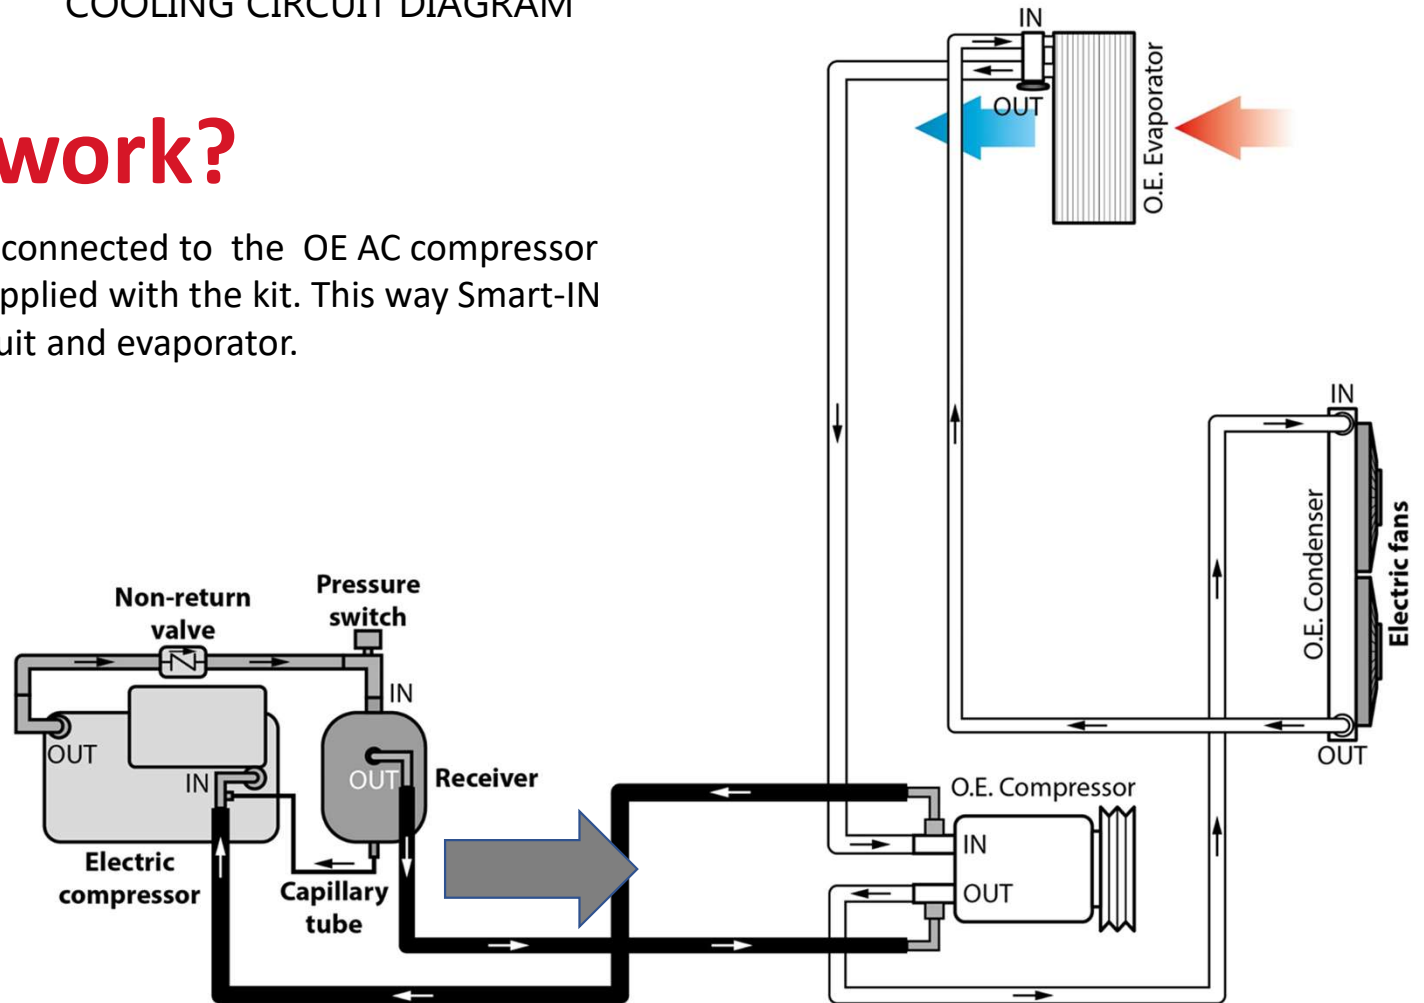 COOLING CIRCUIT DIAGRAM
work?
connected to the OE AC compressor
pplied with the kit. This way Smart-IN
uit and evaporator.
IN
OUT
O.E. Evaporator
IN
O.E. Condenser
Electric fans
OUT
Non-return
valve
Pressure
switch
IN
OUT
IN
OUT
Receiver
Electric
compressor
Capillary
tube
O.E. Compressor
IN
OUT